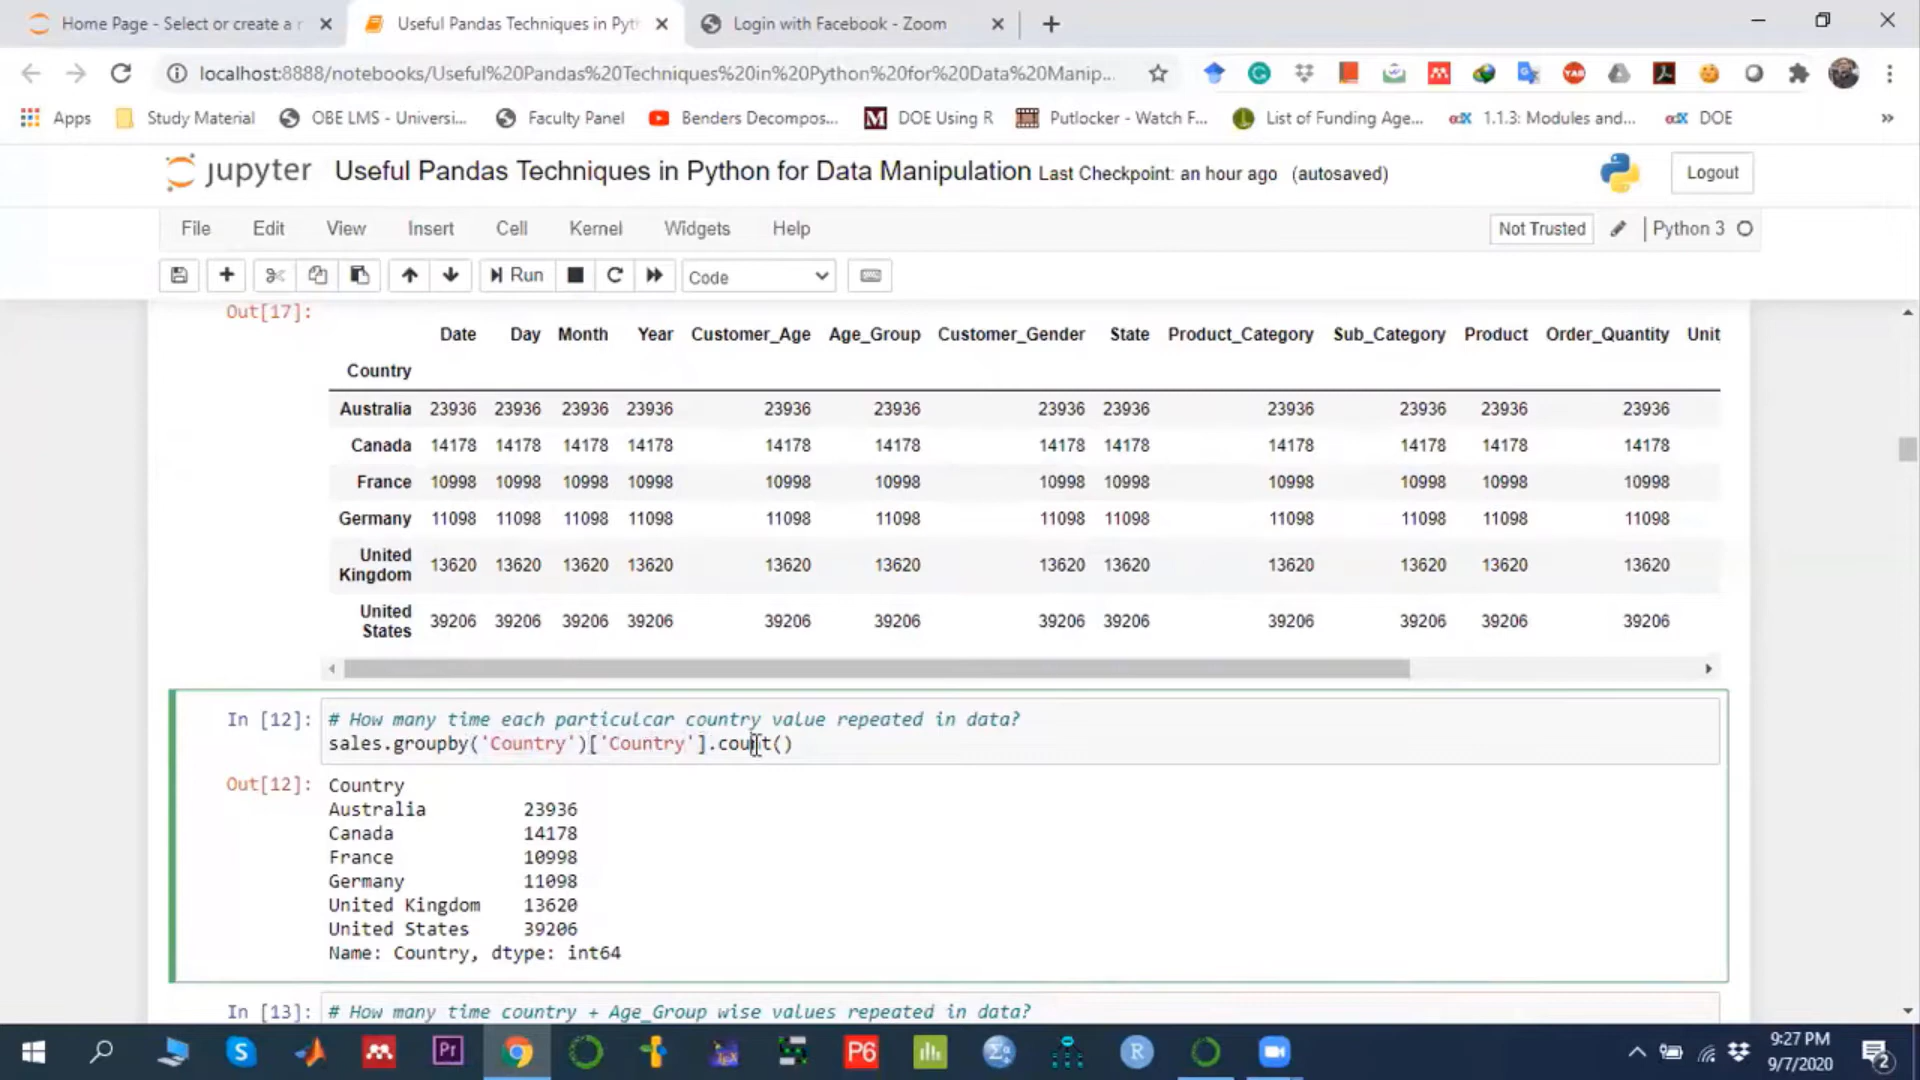 Home Page - Select or create a n
Useful Pandas Techniques in Pyth
Login with Facebook - Zoom
localhost:8888/notebooks/Useful%20Pandas%20Techniques%20in%20Python%20for%20Data%20Manip...
Apps Study Material OBE LMS - Universi... Faculty Panel Benders Decompos... DOE Using R Putlocker - Watch F... List of Funding Age... 1.1.3: Modules and... DOE »
jupyter Useful Pandas Techniques in Python for Data Manipulation Last Checkpoint: an hour ago (autosaved) Logout
File Edit View Insert Cell Kernel Widgets Help Not Trusted Python 3
Run Code
Out[17]:
Date Day Month Year Customer_Age Age_Group Customer_Gender State Product_Category Sub_Category Product Order_Quantity Unit
Country
Australia 23936 23936 23936 23936 23936 23936 23936 23936 23936 23936 23936 23936
Canada 14178 14178 14178 14178 14178 14178 14178 14178 14178 14178 14178 14178
France 10998 10998 10998 10998 10998 10998 10998 10998 10998 10998 10998 10998
Germany 11098 11098 11098 11098 11098 11098 11098 11098 11098 11098 11098 11098
United
Kingdom 13620 13620 13620 13620 13620 13620 13620 13620 13620 13620 13620 13620
United
States 39206 39206 39206 39206 39206 39206 39206 39206 39206 39206 39206 39206
In [12]: # How many time each particulcar country value repeated in data?
sales.groupby('Country')['Country'].count()
Out[12]: Country
Australia 23936
Canada 14178
France 10998
Germany 11098
United Kingdom 13620
United States 39206
Name: Country, dtype: int64
In [13]: # How many time country + Age_Group wise values repeated in data?
Pr P6 R
9:27 PM
9/7/2020
2